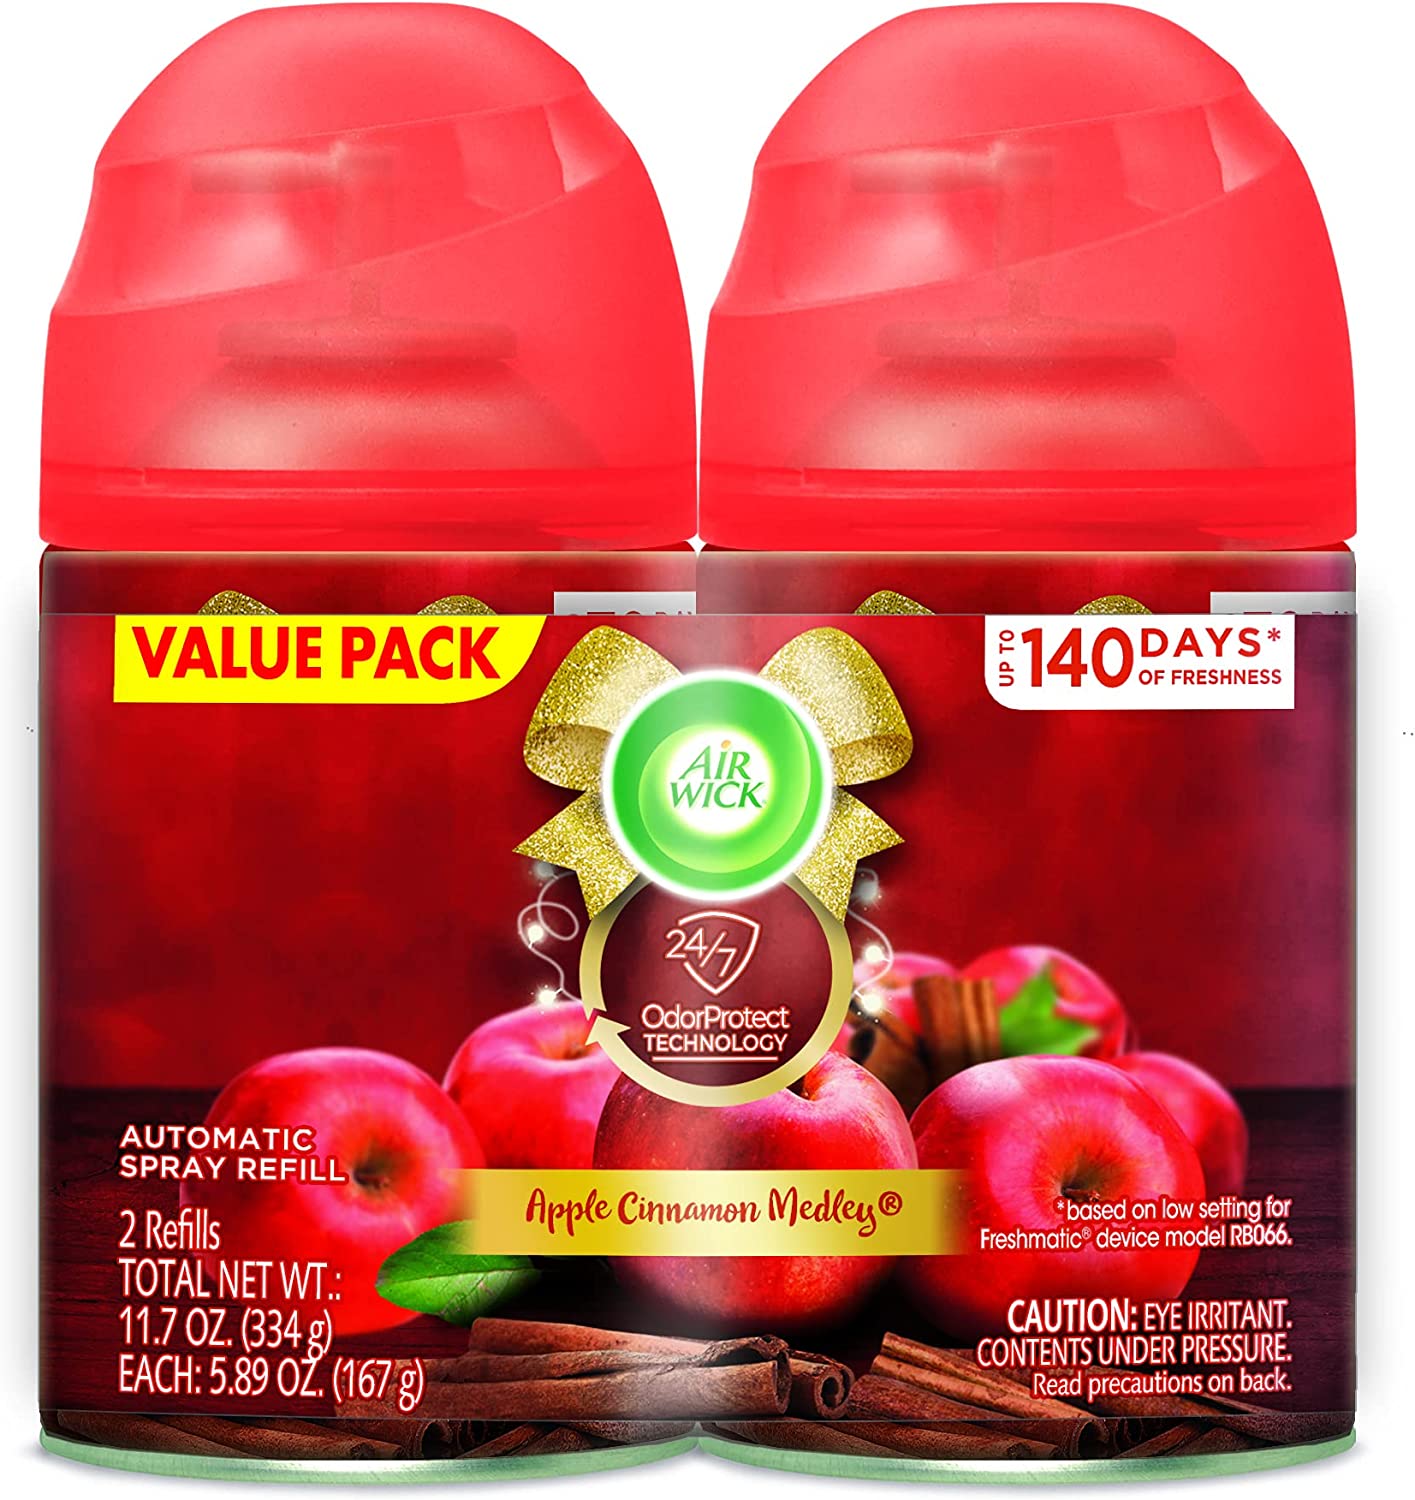 VALUE PACK
UP TO 140 DAYS*
OF FRESHNESS
AIR
WICK®
24/7
OdorProtect
TECHNOLOGY
AUTOMATIC
SPRAY REFILL
2 Refills
TOTAL NET WT.:
11.7 OZ. (334 g)
EACH: 5.89 OZ. (167 g)
Apple Cinnamon Medley®
*based on low setting for
Freshmatic® device model RB066.
CAUTION: EYE IRRITANT.
CONTENTS UNDER PRESSURE.
Read precautions on back.